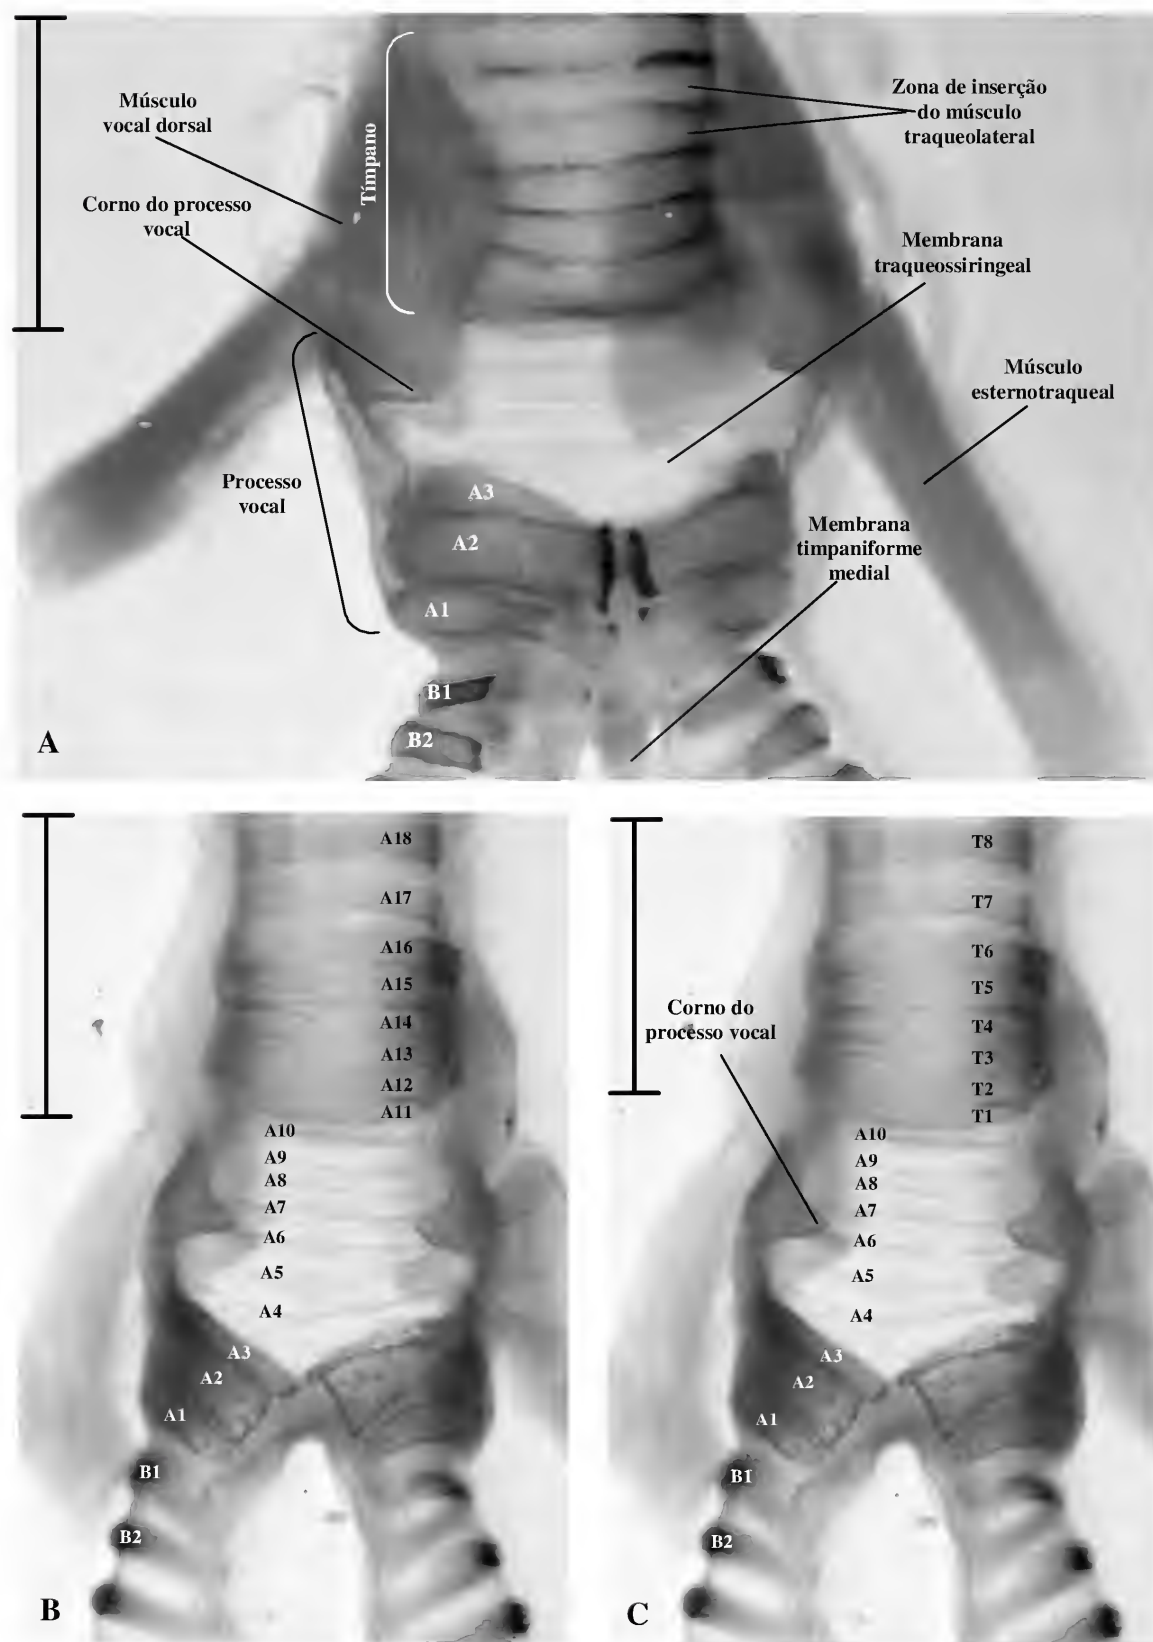 Músculo
vocal dorsal
Corno do processo
vocal
Tímpano
Zona de inserção
do músculo
traqueolateral
Membrana
traqueossiringeal
Músculo
esternotraqueal
Processo
vocal
Membrana
timpaniforme
medial
A3
A2
A1
B1
B2
A
A18
A17
A16
A15
A14
A13
A12
A11
A10
A9
A8
A7
A6
A5
A4
A3
A2
A1
B1
B2
B
T8
T7
T6
T5
Corno do
processo vocal
T4
T3
T2
T1
A10
A9
A8
A7
A6
A5
A4
A3
A2
A1
B1
B2
C